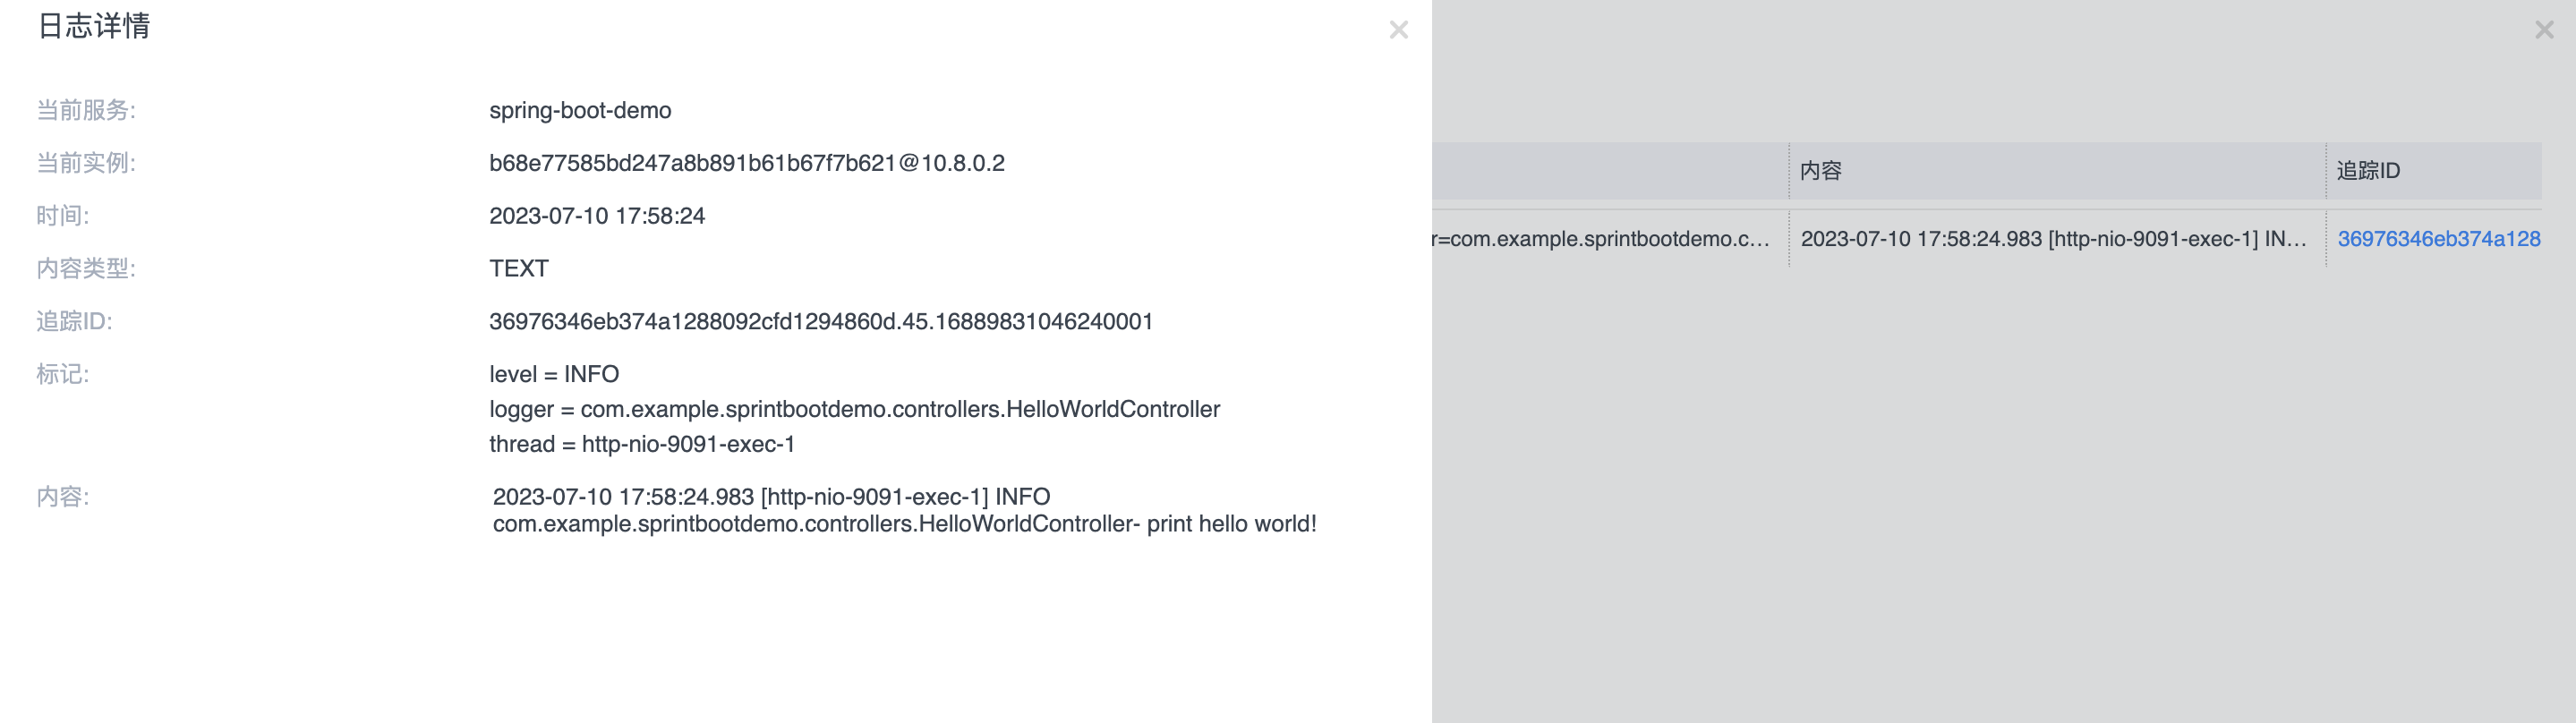 日志详情
当前服务: spring-boot-demo
当前实例: b68e77585bd247a8b891b61b67f7b621@10.8.0.2
时间: 2023-07-10 17:58:24
内容类型: TEXT
追踪ID: 36976346eb374a1288092cfd1294860d.45.16889831046240001
标记: level = INFO
logger = com.example.sprintbootdemo.controllers.HelloWorldController
thread = http-nio-9091-exec-1
内容: 2023-07-10 17:58:24.983 [http-nio-9091-exec-1] INFO
com.example.sprintbootdemo.controllers.HelloWorldController- print hello world!
内容 追踪ID
r=com.example.sprintbootdemo.c... 2023-07-10 17:58:24.983 [http-nio-9091-exec-1] IN... 36976346eb374a128